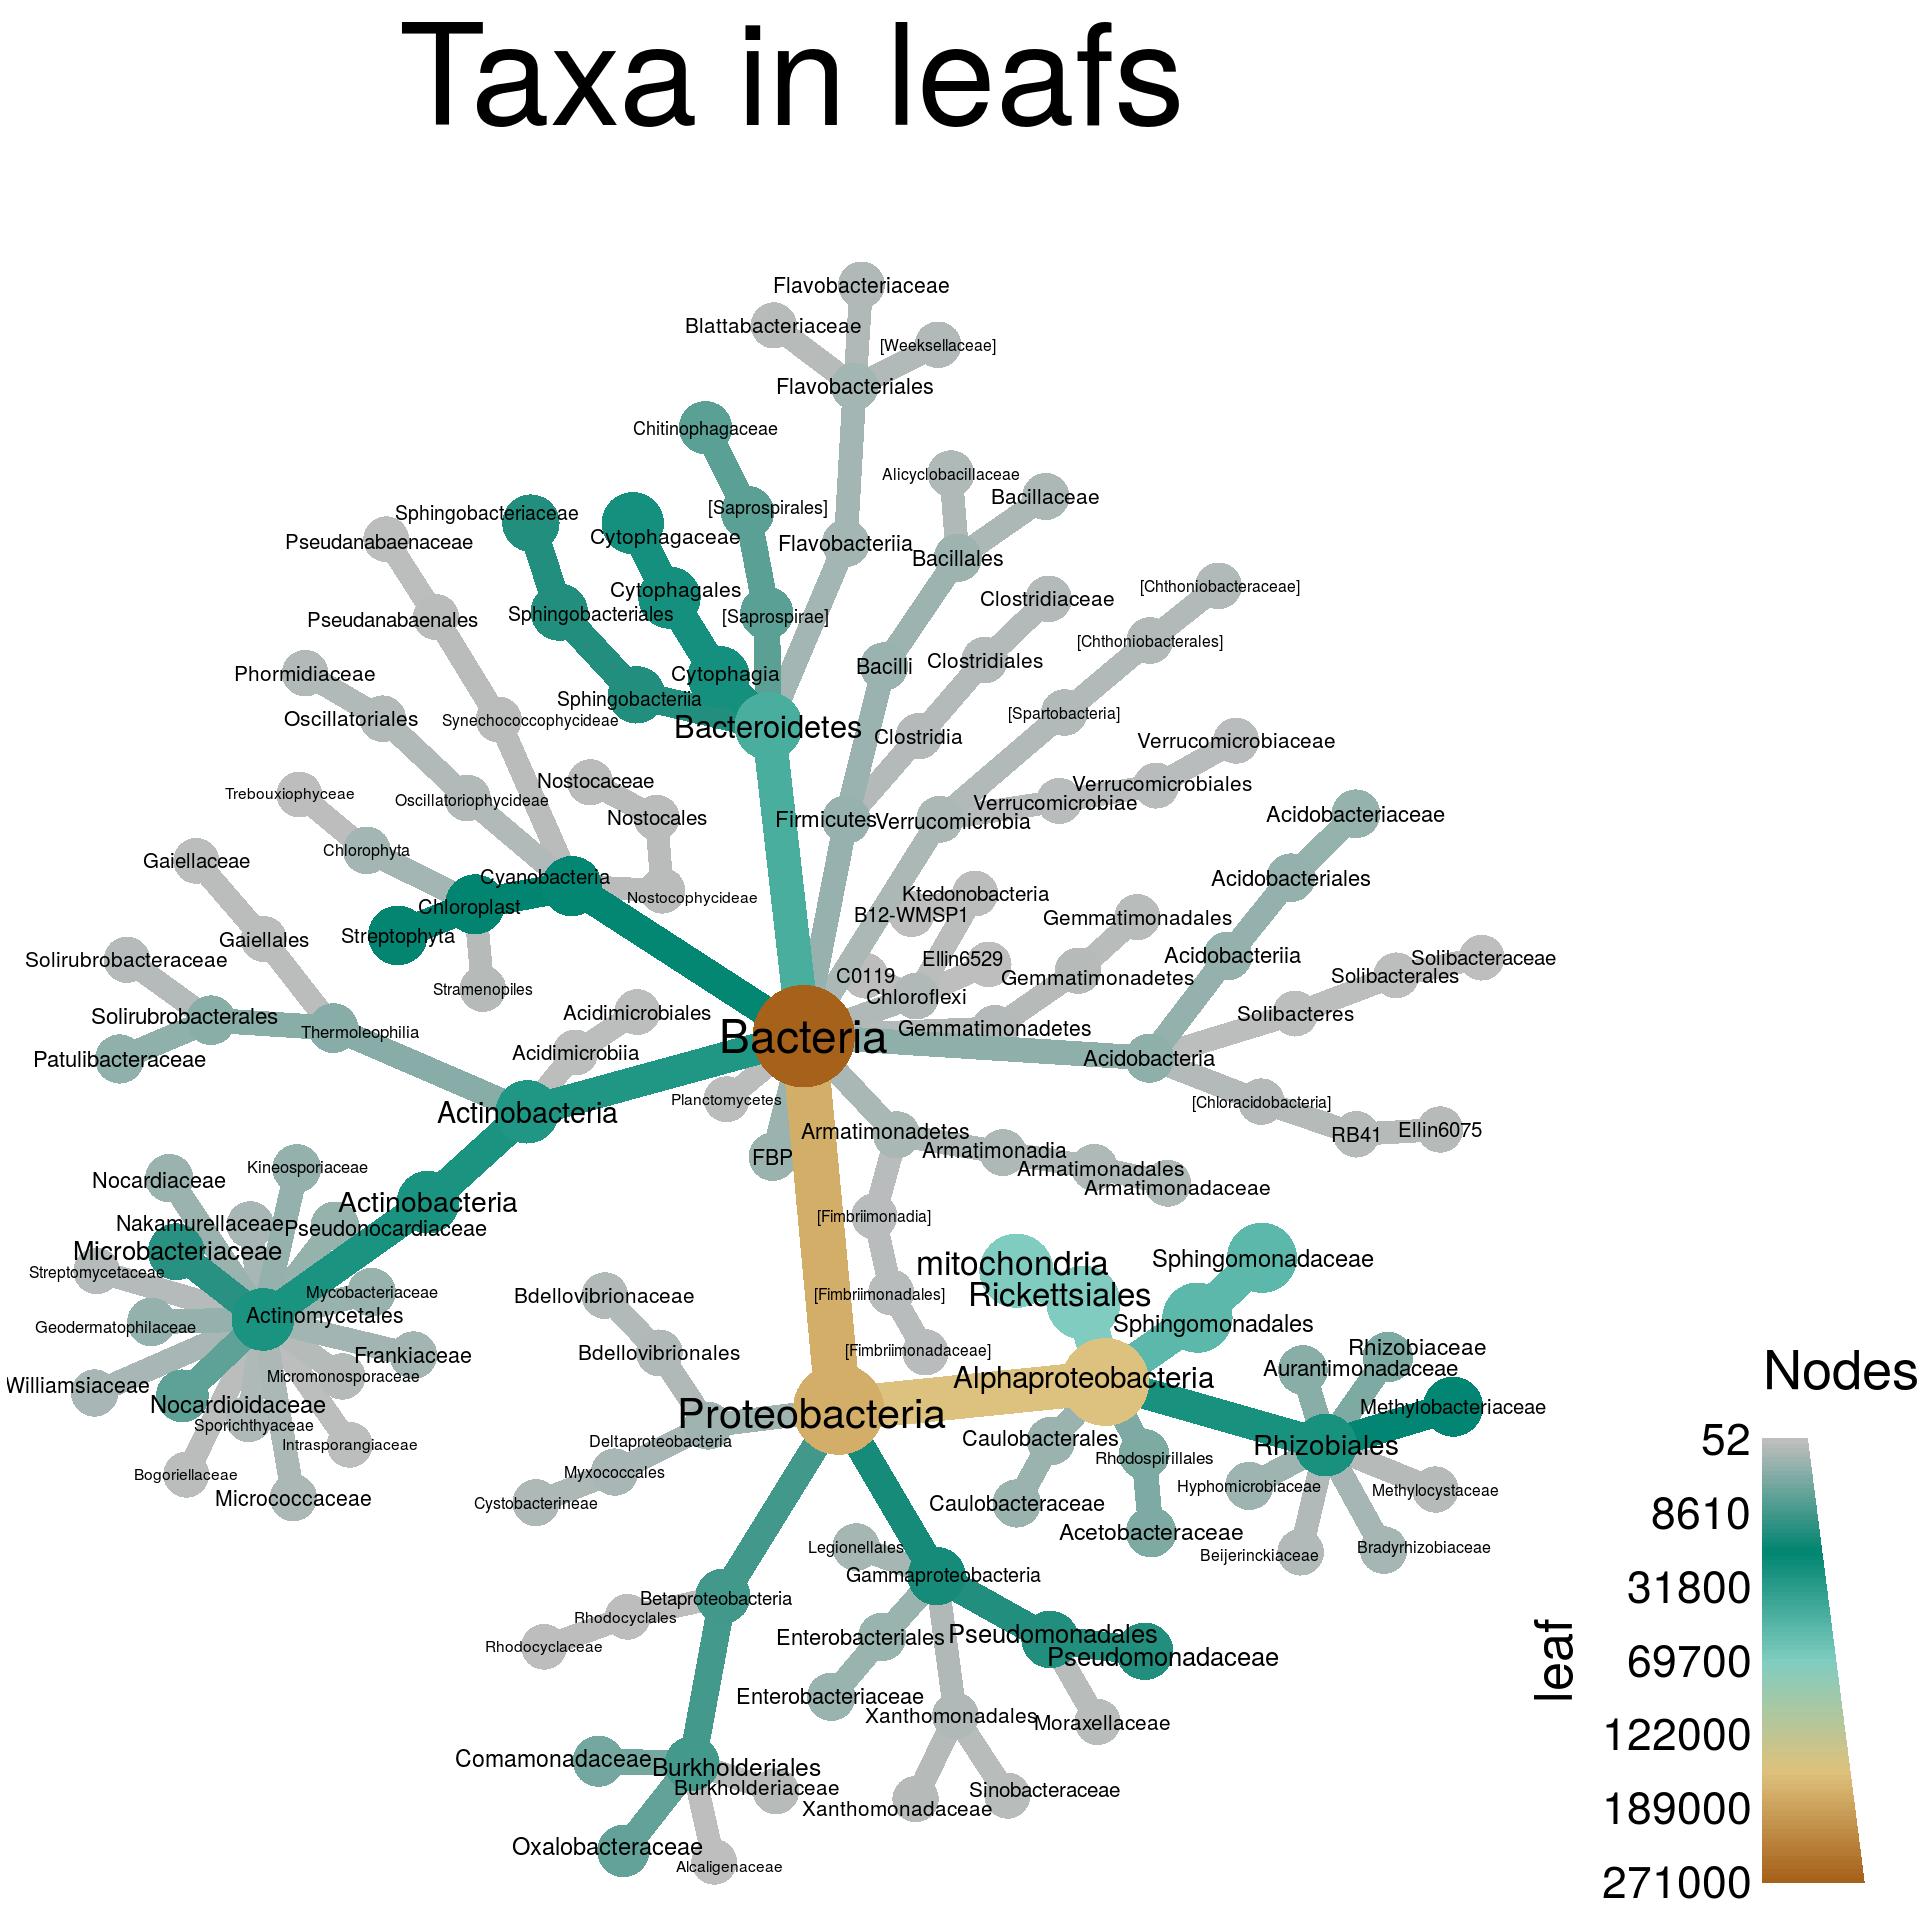 Taxa in leafs
Flavobacteriaceae
Blattabacteriaceae
[Weeksellaceae]
Flavobacteriales
Chitinophagaceae
Alicyclobacillaceae
Bacillaceae
[Saprospirales]
Sphingobacteriaceae
Cytophagaceae
Pseudanabaenaceae
Flavobacteriia
Bacillales
[Chthoniobacteraceae]
Cytophagales
Clostridiaceae
Sphingobacteriales
[Saprospirae]
Pseudanabaenales
[Chthoniobacterales]
Bacilli
Clostridiales
Phormidiaceae
Cytophagia
Sphingobacteriia
[Spartobacteria]
Oscillatoriales
Synechococcophycideae
Bacteroidetes
Clostridia
Verrucomicrobiaceae
Nostocaceae
Verrucomicrobiales
Trebouxiophyceae
Oscillatoriophycideae
Verrucomicrobiae
Nostocales
Firmicutes
Verrucomicrobia
Acidobacteriaceae
Chlorophyta
Gaiellaceae
Cyanobacteria
Acidobacteriales
Nostocophycideae
Ktedonobacteria
Chloroplast
B12-WMSP1
Gemmatimonadales
Streptophyta
Gaiellales
Solirubrobacteraceae
Ellin6529
Acidobacteriia
Solibacteraceae
C0119
Gemmatimonadetes
Solibacterales
Stramenopiles
Chloroflexi
Solirubrobacterales
Acidimicrobiales
Solibacteres
Thermoleophilia
Bacteria
Gemmatimonadetes
Patulibacteraceae
Acidimicrobiia
Acidobacteria
Planctomycetes
[Chloracidobacteria]
Actinobacteria
Armatimonadetes
RB41
Ellin6075
FBP
Armatimonadia
Kineosporiaceae
Armatimonadales
Nocardiaceae
Armatimonadaceae
Actinobacteria
[Fimbriimonadia]
Nakamurellaceae
Pseudonocardiaceae
Microbacteriaceae
mitochondria
Sphingomonadaceae
Streptomycetaceae
Mycobacteriaceae
Bdellovibrionaceae
[Fimbriimonadales]
Rickettsiales
Actinomycetales
Sphingomonadales
Geodermatophilaceae
Frankiaceae
Bdellovibrionales
[Fimbriimonadaceae]
Rhizobiaceae
Micromonosporaceae
Alphaproteobacteria
Aurantimonadaceae
Nodes
Williamsiaceae
Nocardioidaceae
Proteobacteria
Methylobacteriaceae
Sporichthyaceae
Intrasporangiaceae
Deltaproteobacteria
Caulobacterales
Rhizobiales
Bogoriellaceae
Myxococcales
Rhodospirillales
Hyphomicrobiaceae
Methylocystaceae
Micrococcaceae
Cystobacterineae
Caulobacteraceae
Acetobacteraceae
Legionellales
Beijerinckiaceae
Bradyrhizobiaceae
Gammaproteobacteria
Betaproteobacteria
Rhodocyclales
Enterobacteriales
Pseudomonadales
Rhodocyclaceae
Pseudomonadaceae
Enterobacteriaceae
Xanthomonadales
Moraxellaceae
Comamonadaceae
Burkholderiales
Burkholderiaceae
Sinobacteraceae
Xanthomonadaceae
Oxalobacteraceae
Alcaligenaceae
leaf
52
8610
31800
69700
122000
189000
271000